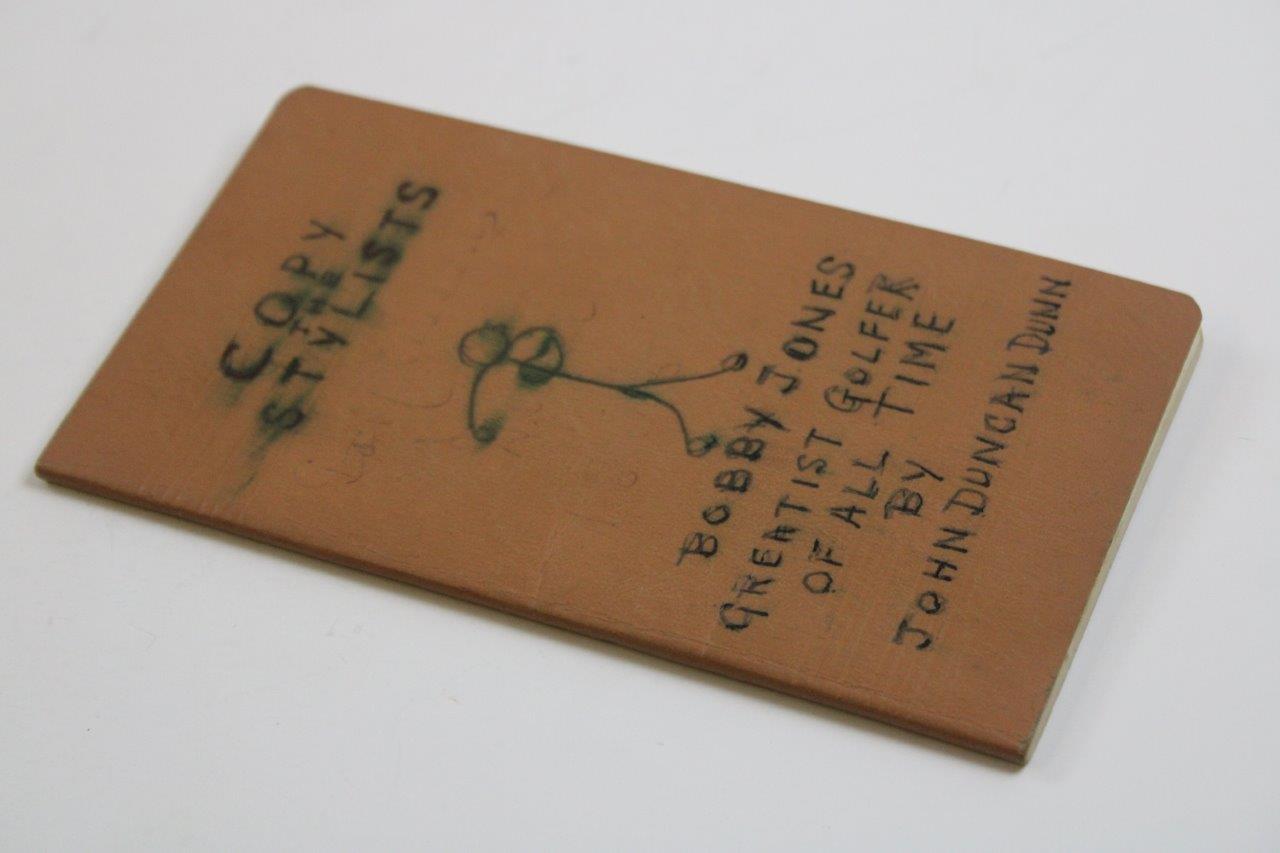 COPY
THE
STYLISTS
BOBBY JONES
GREATIST GOLFER
OF ALL TIME
BY
JOHN DUNCAN DUNN